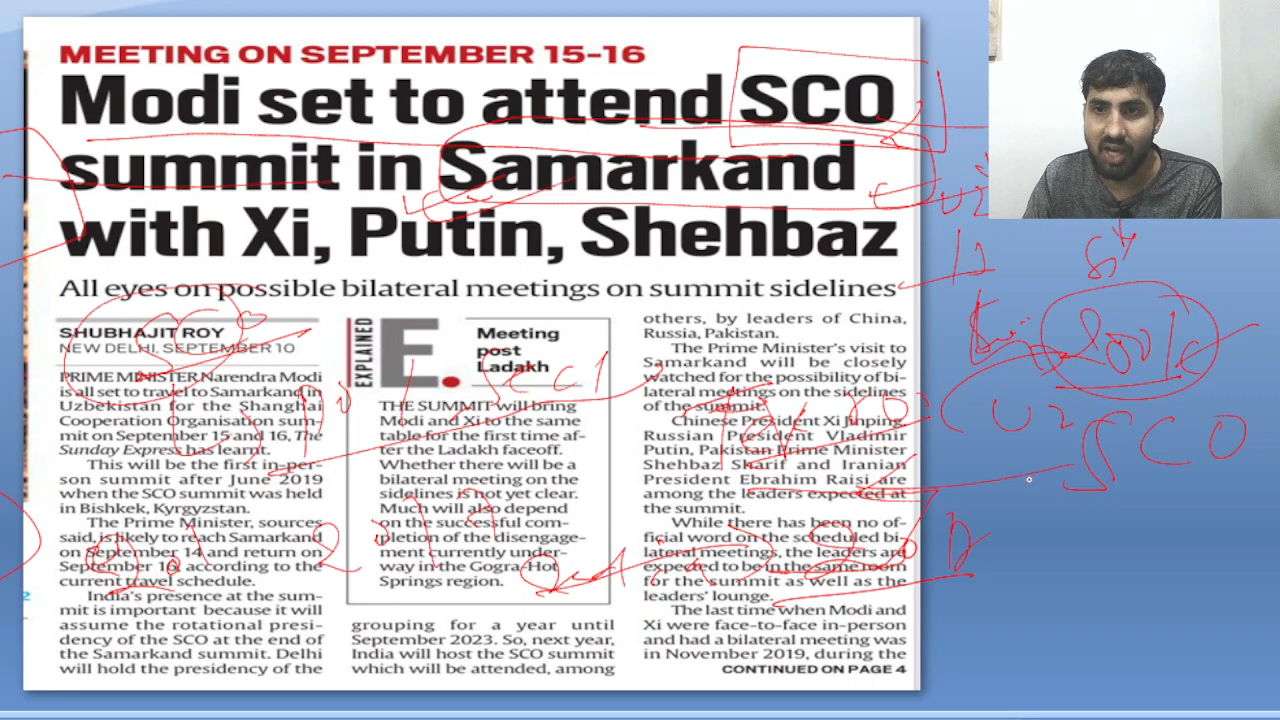 MEETING ON SEPTEMBER 15-16
Modi set to attend SCO
summit in Samarkand
with Xi, Putin, Shehbaz
All eyes on possible bilateral meetings on summit sidelines
SHUBHAJIT ROY
NEW DELHI, SEPTEMBER 10
PRIME MINISTER Narendra Modi
is all set to travel to Samarkand in
Uzbekistan for the Shanghai
Cooperation Organisation sum-
mit on September 15 and 16, The
Sunday Express has learnt.
This will be the first in-per-
son summit after June 2019
when the SCO summit was held
in Bishkek, Kyrgyzstan.
The Prime Minister, sources
said, is likely to reach Samarkand
on September 14 and return on
September 16 according to the
current travel schedule.
India's presence at the sum-
mit is important because it will
assume the rotational presi-
dency of the SCO at the end of
the Samarkand summit. Delhi
will hold the presidency of the
EXPLAINED
E.
Meeting
post
Ladakh
THE SUMMIT will bring
Modi and Xi to the same
table for the first time af-
ter the Ladakh faceoff.
Whether there will be a
bilateral meeting on the
sidelines is not yet clear.
Much will also depend
on the successful com-
pletion of the disengage-
ment currently under-
way in the Gogra-Hot
Springs region.
grouping for a year until
September 2023. So, next year,
India will host the SCO summit
which will be attended, among
others, by leaders of China,
Russia, Pakistan.
The Prime Minister's visit to
Samarkand will be closely
watched for the possibility of bi-
lateral meetings on the sidelines
of the summit.
Chinese President Xi Jinping,
Russian President Vladimir
Putin, Pakistan Prime Minister
Shehbaz Sharif and Iranian
President Ebrahim Raisi are
among the leaders expected at
the summit.
While there has been no of-
ficial word on the scheduled bi-
lateral meetings, the leaders are
expected to be in the same room
for the summit as well as the
leaders' lounge.
The last time when Modi and
Xi were face-to-face in-person
and had a bilateral meeting was
in November 2019, during the
CONTINUED ON PAGE 4
SCO
2017